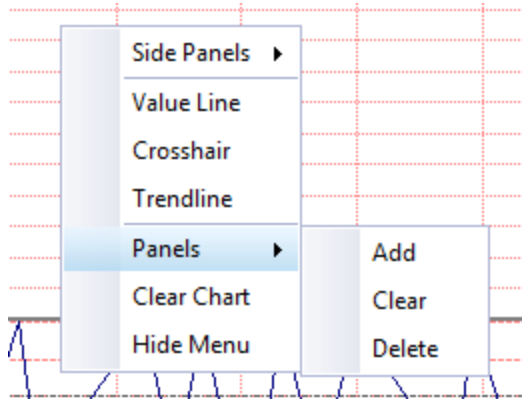 Side Panels
Value Line
Crosshair
Trendline
Panels
Clear Chart
Hide Menu
Add
Clear
Delete